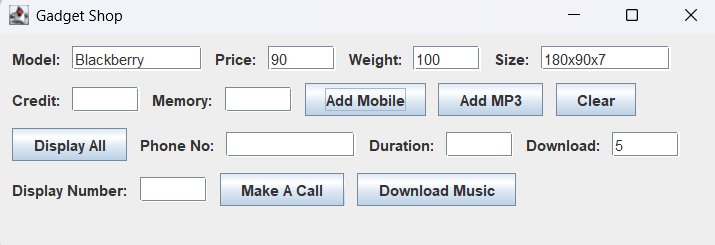 Gadget Shop
Model: Blackberry Price: 90 Weight: 100 Size: 180x90x7
Credit: Memory: Add Mobile Add MP3 Clear
Display All Phone No: Duration: Download: 5
Display Number: Make A Call Download Music